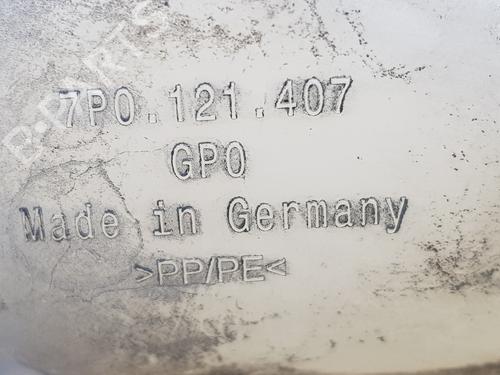 B-PARTS
7P0.121.407
GPO
Made in Germany
>PP/PE<